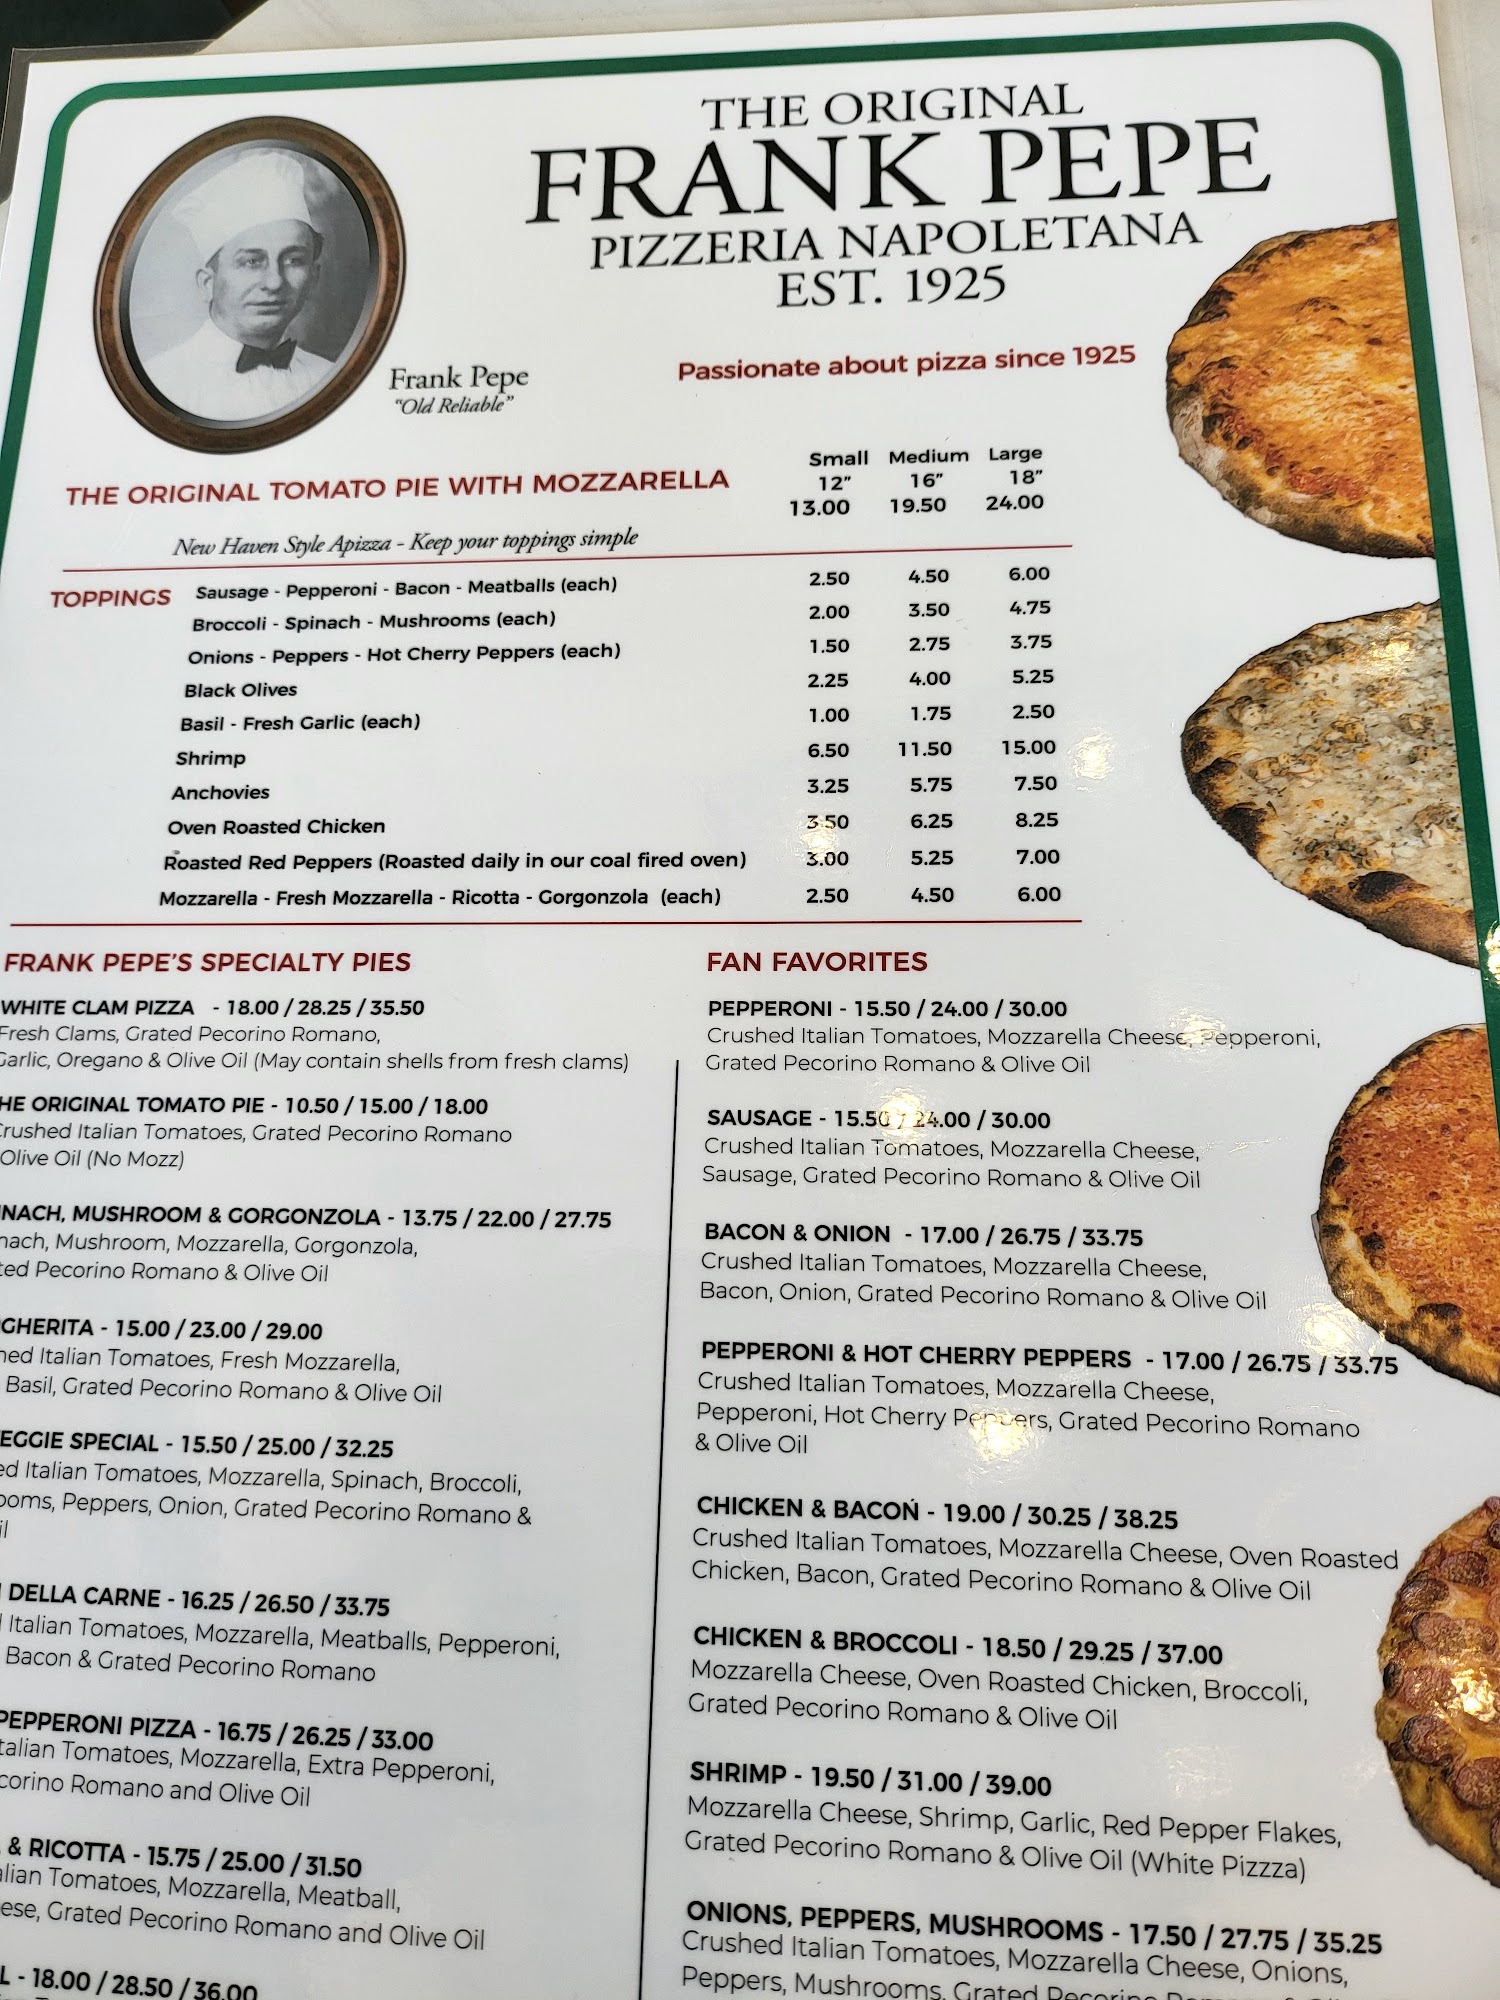 THE ORIGINAL
FRANK PEPE
PIZZERIA NAPOLETANA
EST. 1925
Frank Pepe
"Old Reliable"
Passionate about pizza since 1925
Small Medium Large
12" 16" 18"
THE ORIGINAL TOMATO PIE WITH MOZZARELLA 13.00 19.50 24.00
New Haven Style Apizza - Keep your toppings simple
TOPPINGS Sausage - Pepperoni - Bacon - Meatballs (each) 2.50 4.50 6.00
Broccoli - Spinach - Mushrooms (each) 2.00 3.50 4.75
Onions - Peppers - Hot Cherry Peppers (each) 1.50 2.75 3.75
Black Olives 2.25 4.00 5.25
Basil - Fresh Garlic (each) 1.00 1.75 2.50
Shrimp 6.50 11.50 15.00
Anchovies 3.25 5.75 7.50
Oven Roasted Chicken 3.50 6.25 8.25
Roasted Red Peppers (Roasted daily in our coal fired oven) 3.00 5.25 7.00
Mozzarella - Fresh Mozzarella - Ricotta - Gorgonzola (each) 2.50 4.50 6.00
FRANK PEPE'S SPECIALTY PIES
WHITE CLAM PIZZA - 18.00 / 28.25 / 35.50
Fresh Clams, Grated Pecorino Romano,
Garlic, Oregano & Olive Oil (May contain shells from fresh clams)
HE ORIGINAL TOMATO PIE - 10.50 / 15.00 / 18.00
Crushed Italian Tomatoes, Grated Pecorino Romano
Olive Oil (No Mozz)
NACH, MUSHROOM & GORGONZOLA - 13.75 / 22.00 / 27.75
nach, Mushroom, Mozzarella, Gorgonzola,
ted Pecorino Romano & Olive Oil
GHERITA - 15.00 / 23.00 / 29.00
hed Italian Tomatoes, Fresh Mozzarella,
Basil, Grated Pecorino Romano & Olive Oil
EGGIE SPECIAL - 15.50 / 25.00 / 32.25
ed Italian Tomatoes, Mozzarella, Spinach, Broccoli,
ooms, Peppers, Onion, Grated Pecorino Romano &
il
DELLA CARNE - 16.25 / 26.50 / 33.75
Italian Tomatoes, Mozzarella, Meatballs, Pepperoni,
Bacon & Grated Pecorino Romano
PEPPERONI PIZZA - 16.75 / 26.25 / 33.00
talian Tomatoes, Mozzarella, Extra Pepperoni,
corino Romano and Olive Oil
& RICOTTA - 15.75 / 25.00 / 31.50
alian Tomatoes, Mozzarella, Meatball,
ese, Grated Pecorino Romano and Olive Oil
L - 18.00 / 28.50 / 36.00
FAN FAVORITES
PEPPERONI - 15.50 / 24.00 / 30.00
Crushed Italian Tomatoes, Mozzarella Cheese, Pepperoni,
Grated Pecorino Romano & Olive Oil
SAUSAGE - 15.50 / 24.00 / 30.00
Crushed Italian Tomatoes, Mozzarella Cheese,
Sausage, Grated Pecorino Romano & Olive Oil
BACON & ONION - 17.00 / 26.75 / 33.75
Crushed Italian Tomatoes, Mozzarella Cheese,
Bacon, Onion, Grated Pecorino Romano & Olive Oil
PEPPERONI & HOT CHERRY PEPPERS - 17.00 / 26.75 / 33.75
Crushed Italian Tomatoes, Mozzarella Cheese,
Pepperoni, Hot Cherry Peppers, Grated Pecorino Romano
& Olive Oil
CHICKEN & BACON - 19.00 / 30.25 / 38.25
Crushed Italian Tomatoes, Mozzarella Cheese, Oven Roasted
Chicken, Bacon, Grated Pecorino Romano & Olive Oil
CHICKEN & BROCCOLI - 18.50 / 29.25 / 37.00
Mozzarella Cheese, Oven Roasted Chicken, Broccoli,
Grated Pecorino Romano & Olive Oil
SHRIMP - 19.50 / 31.00 / 39.00
Mozzarella Cheese, Shrimp, Garlic, Red Pepper Flakes,
Grated Pecorino Romano & Olive Oil (White Pizzza)
ONIONS, PEPPERS, MUSHROOMS - 17.50 / 27.75 / 35.25
Crushed Italian Tomatoes, Mozzarella Cheese, Onions,
Peppers, Mushrooms, Grated Pecorino